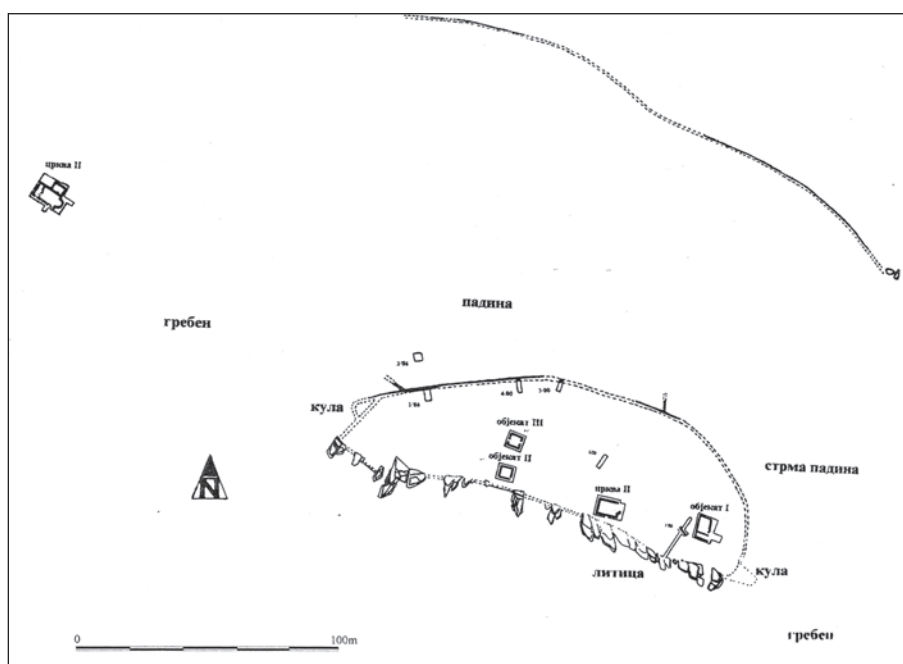 црква II
падина
гребен
кула
објекат III
објекат II
стрма падина
црква II
објекат I
литица
кула
гребен
N
0
100m